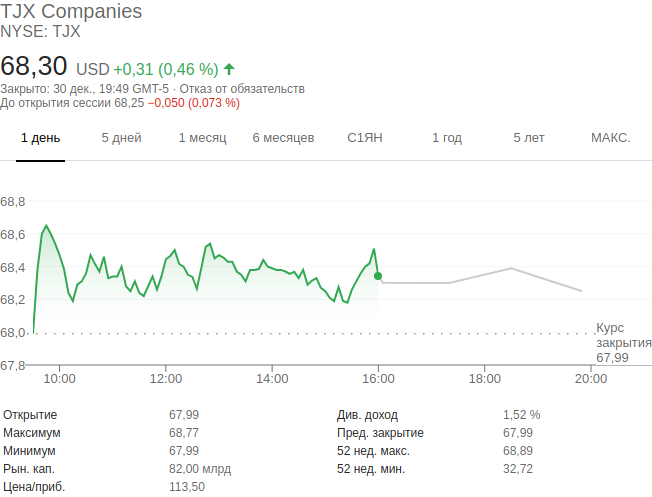 TJX Companies
NYSE: TJX
68,30 USD +0,31 (0,46 %)
Закрыто: 30 дек., 19:49 GMT-5 · Отказ от обязательств
До открытия сессии 68,25 −0,050 (0,073 %)
1 день 5 дней 1 месяц 6 месяцев С1ЯН 1 год 5 лет МАКС.
68,8
68,6
68,4
68,2
68,0
Курс
закрытия
67,99
67,8
10:00 12:00 14:00 16:00 18:00 20:00
Открытие 67,99 Див. доход 1,52 %
Максимум 68,77 Пред. закрытие 67,99
Минимум 67,99 52 нед. макс. 68,89
Рын. кап. 82,00 млрд 52 нед. мин. 32,72
Цена/приб. 113,50